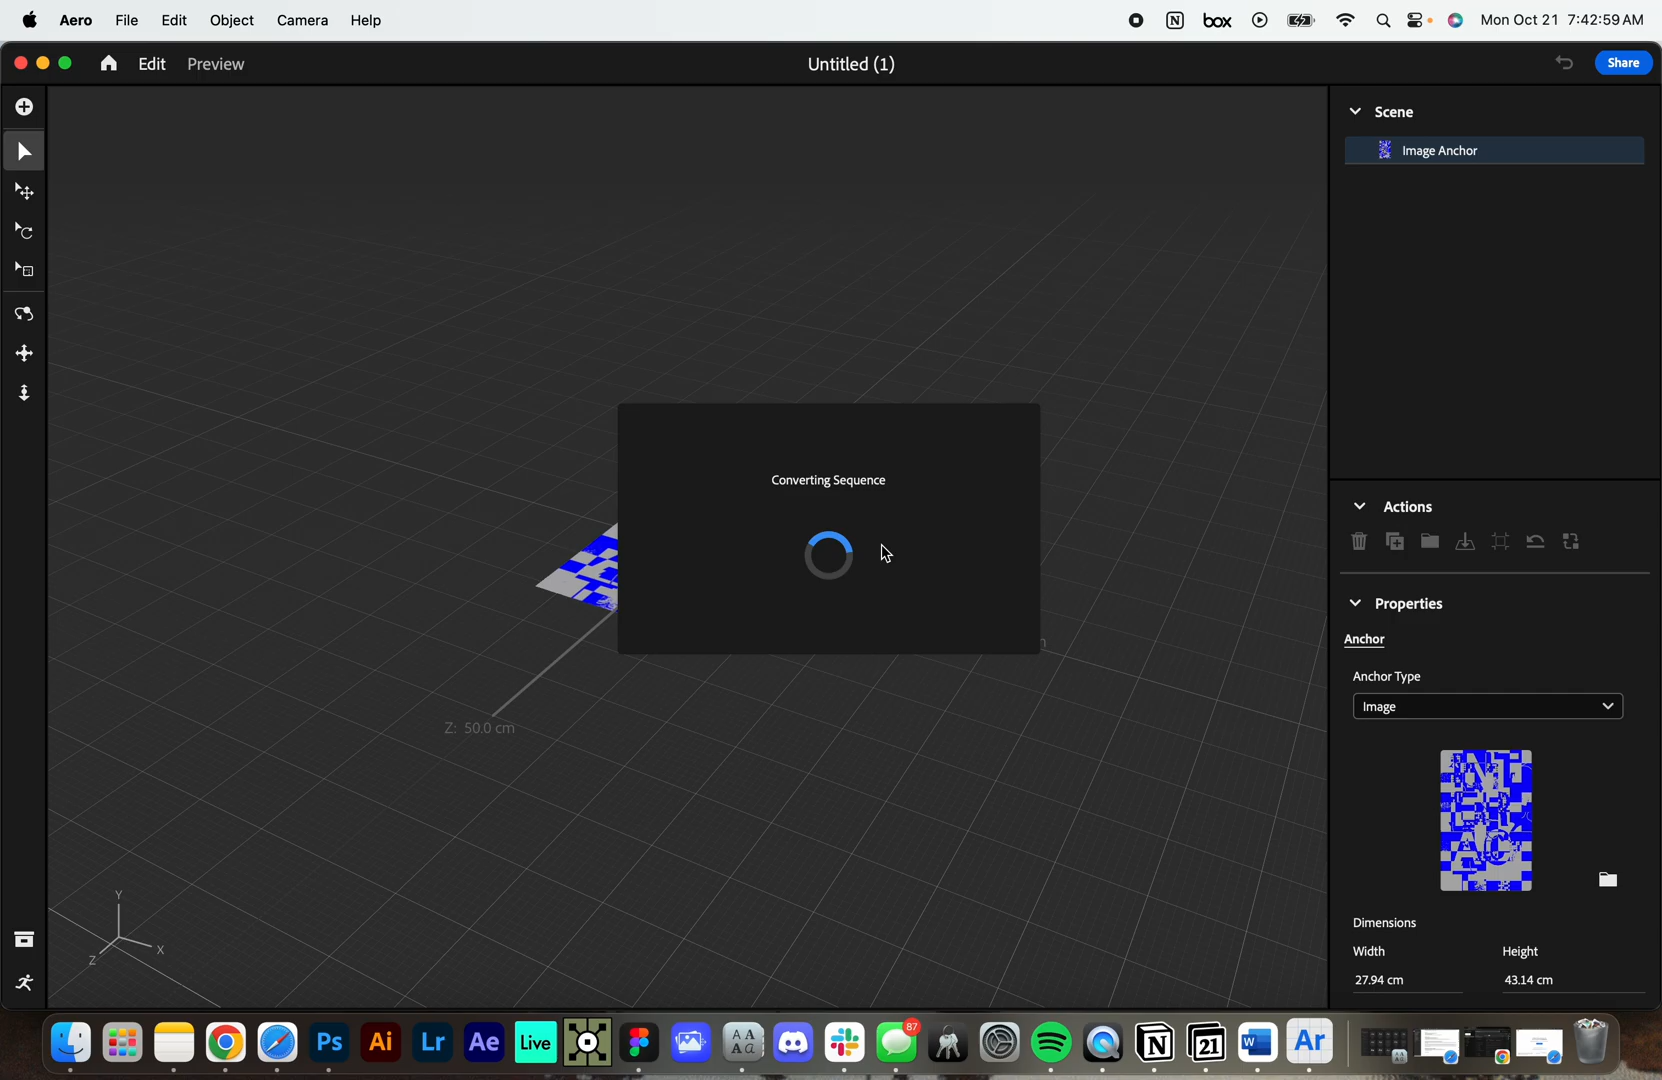 Aero File Edit Object Camera Help box Mon Oct 21 7:42:59 AM
Edit Preview Untitled (1) Share
Scene
Image Anchor
Converting Sequence
Z: 50.0 cm
Actions
Properties
Anchor
Anchor Type
Image
Dimensions
Width Height
27.94 cm 43.14 cm
Y
X
Z
Ps Ai Lr Ae Live 87 21 W Ar